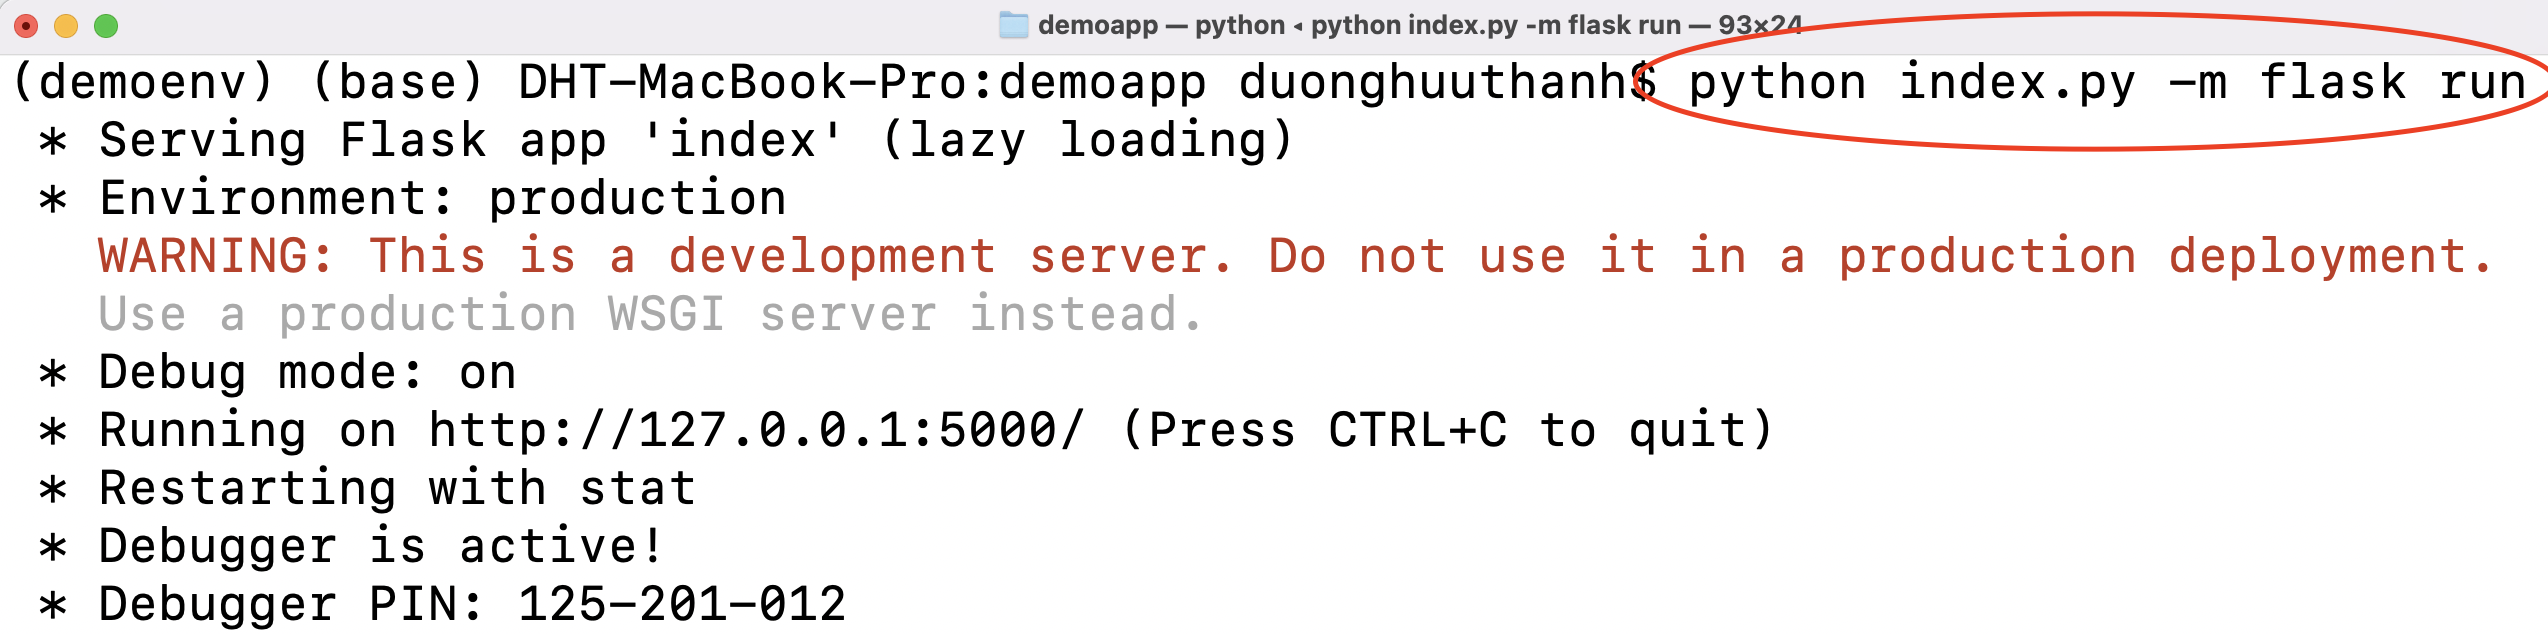 demoapp — python ◂ python index.py -m flask run — 93×24
(demoenv) (base) DHT-MacBook-Pro:demoapp duonghuuthanh$ python index.py -m flask run
* Serving Flask app 'index' (lazy loading)
* Environment: production
WARNING: This is a development server. Do not use it in a production deployment.
Use a production WSGI server instead.
* Debug mode: on
* Running on http://127.0.0.1:5000/ (Press CTRL+C to quit)
* Restarting with stat
* Debugger is active!
* Debugger PIN: 125-201-012